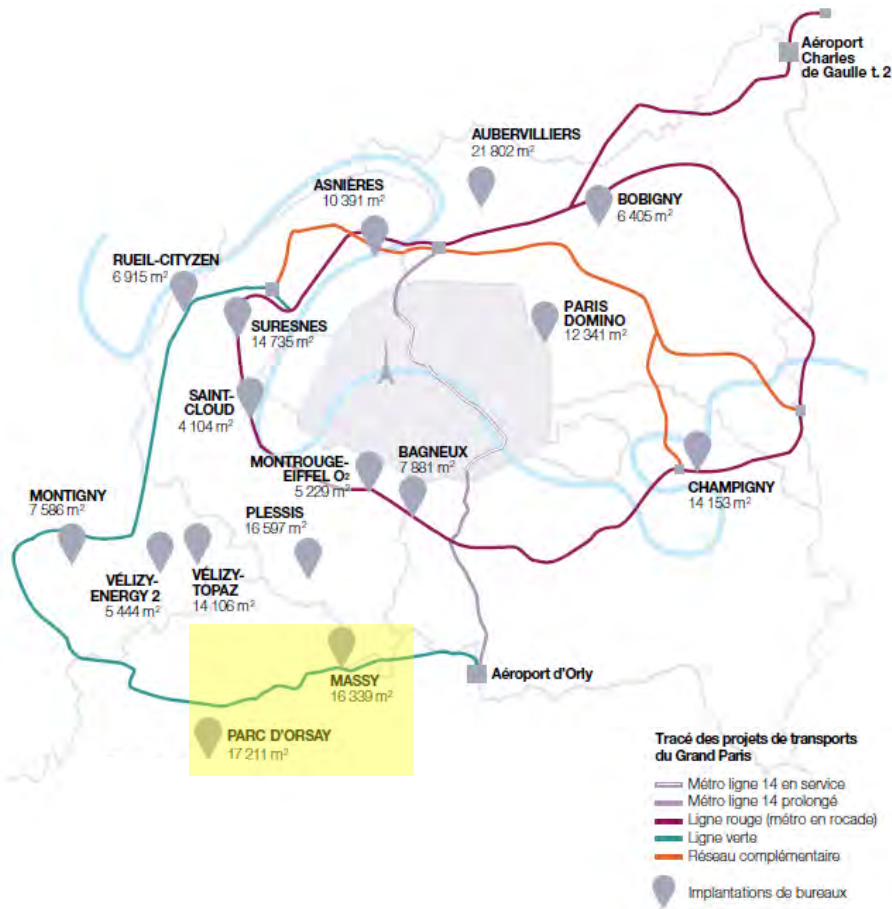 Aéroport
Charles
de Gaulle t. 2
AUBERVILLIERS
21 802 m²
ASNIÈRES
10 391 m²
BOBIGNY
6 405 m²
RUEIL-CITYZEN
6 915 m²
PARIS
DOMINO
12 341 m²
SURESNES
14 735 m²
SAINT-
CLOUD
4 104 m²
BAGNEUX
7 881 m²
MONTROUGE-
EIFFEL O₂
5 229 m²
CHAMPIGNY
14 153 m²
MONTIGNY
7 586 m²
PLESSIS
16 597 m²
VÉLIZY-
ENERGY 2
5 444 m²
VÉLIZY-
TOPAZ
14 106 m²
MASSY
16 339 m²
Aéroport d'Orly
PARC D'ORSAY
17 211 m²
Tracé des projets de transports
du Grand Paris
Métro ligne 14 en service
Métro ligne 14 prolongé
Ligne rouge (métro en rocade)
Ligne verte
Réseau complémentaire
Implantations de bureaux